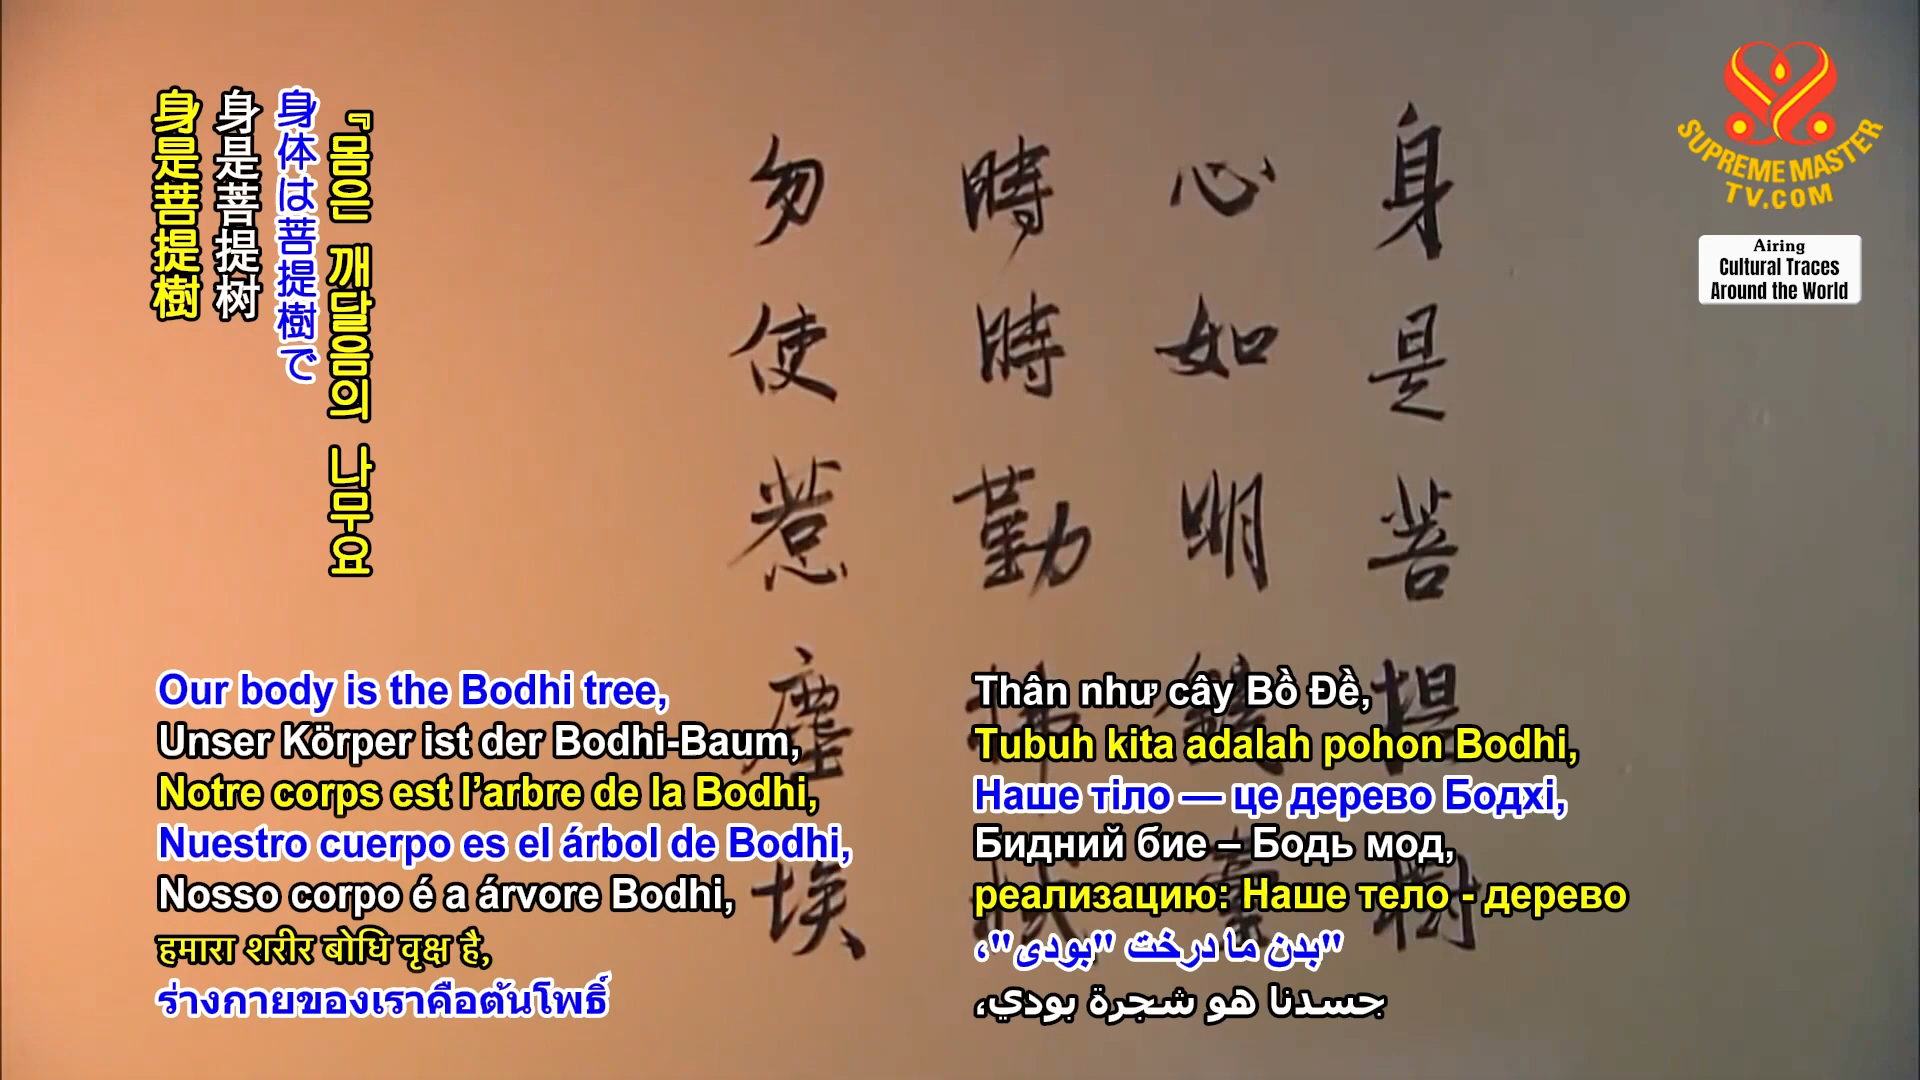 身是菩提樹
心如明鏡臺
時時勤拂拭
勿使惹塵埃
SUPREME MASTER
TV.COM
Airing
Cultural Traces
Around the World
『몸은 깨달음의 나무요
身体は菩提樹で
身是菩提树
身是菩提樹
Our body is the Bodhi tree,
Unser Körper ist der Bodhi-Baum,
Notre corps est l’arbre de la Bodhi,
Nuestro cuerpo es el árbol de Bodhi,
Nosso corpo é a árvore Bodhi,
हमारा शरीर बोधि वृक्ष है,
ร่างกายของเราคือต้นโพธิ์
Thân như cây Bồ Đề,
Tubuh kita adalah pohon Bodhi,
Наше тіло — це дерево Бодхі,
Бидний бие – Бодь мод,
реализацию: Наше тело - дерево
"بدن ما درخت "بودی"،
جسدنا هو شجرة بودي،